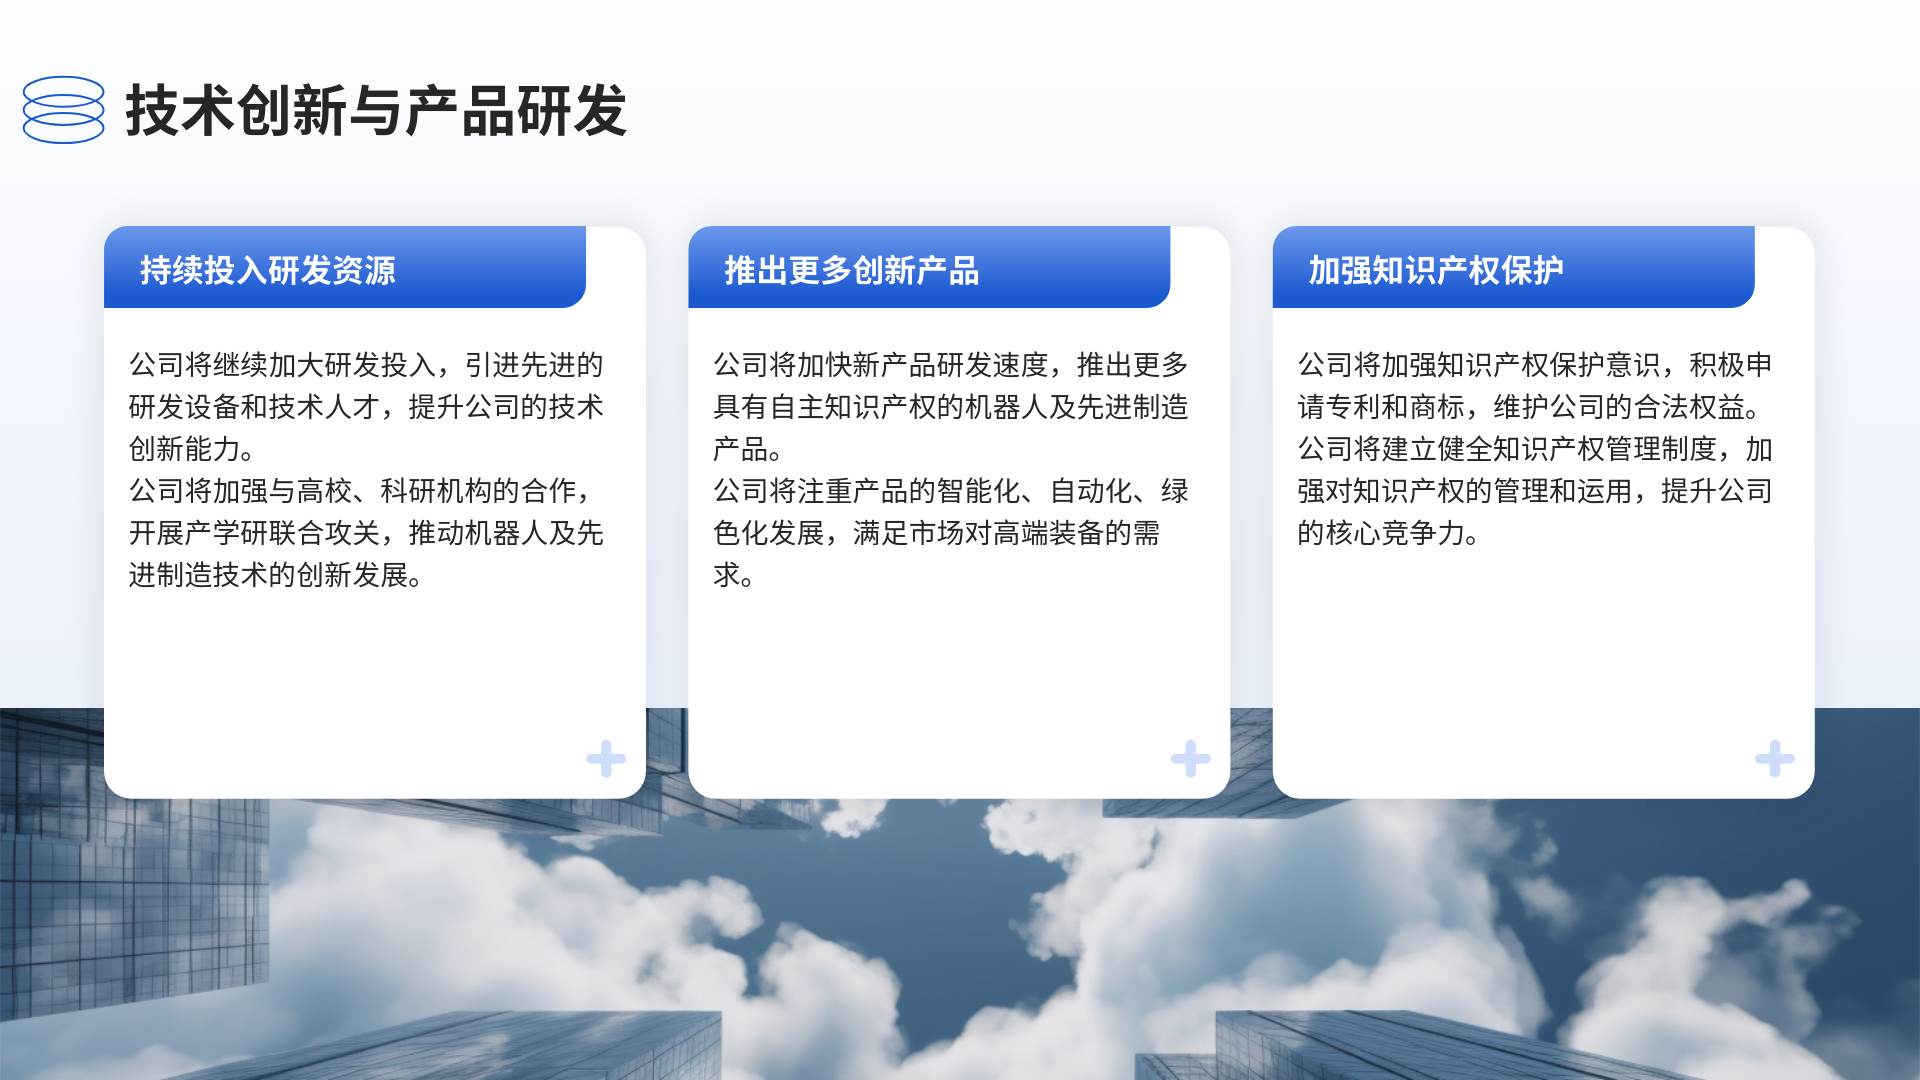 技术创新与产品研发
持续投入研发资源
公司将继续加大研发投入，引进先进的
研发设备和技术人才，提升公司的技术
创新能力。
公司将加强与高校、科研机构的合作，
开展产学研联合攻关，推动机器人及先
进制造技术的创新发展。
推出更多创新产品
公司将加快新产品研发速度，推出更多
具有自主知识产权的机器人及先进制造
产品。
公司将注重产品的智能化、自动化、绿
色化发展，满足市场对高端装备的需
求。
加强知识产权保护
公司将加强知识产权保护意识，积极申
请专利和商标，维护公司的合法权益。
公司将建立健全知识产权管理制度，加
强对知识产权的管理和运用，提升公司
的核心竞争力。